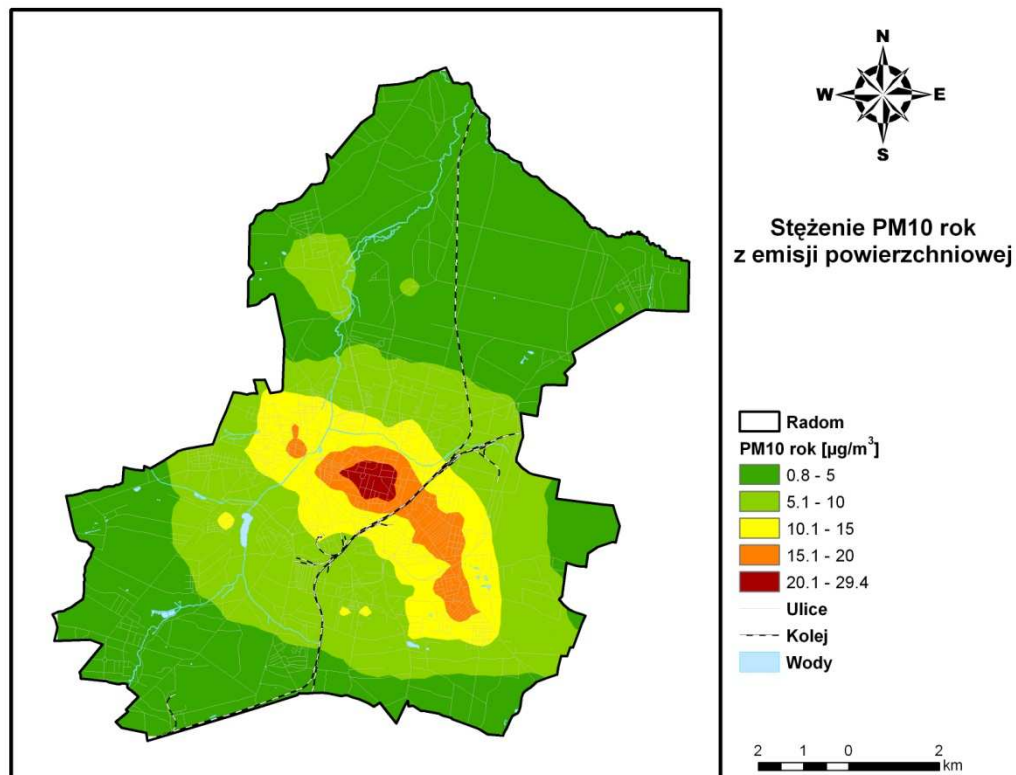 N
W E
S
Stężenie PM10 rok
z emisji powierzchniowej
Radom
PM10 rok [µg/m³]
0.8 - 5
5.1 - 10
10.1 - 15
15.1 - 20
20.1 - 29.4
Ulice
Kolej
Wody
2 1 0 2
km